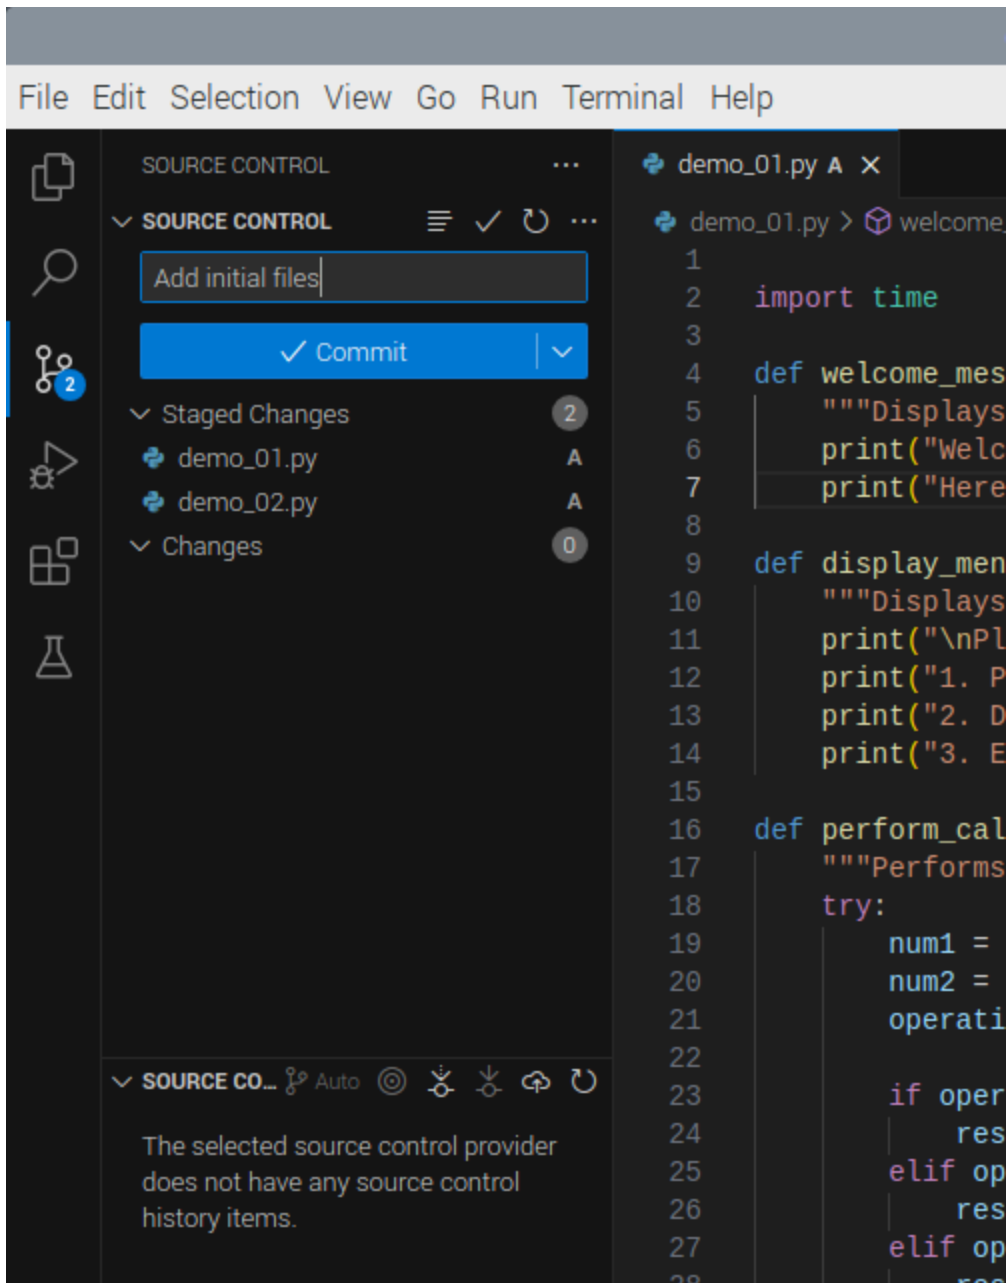 File Edit Selection View Go Run Terminal Help
SOURCE CONTROL
SOURCE CONTROL
Add initial files
Commit
Staged Changes 2
demo_01.py A
demo_02.py A
Changes 0
2
SOURCE CO... Auto
The selected source control provider
does not have any source control
history items.
demo_01.py A
demo_01.py > welcome_
1
2 import time
3
4 def welcome_mes
5 """Displays
6 print("Welc
7 print("Here
8
9 def display_men
10 """Displays
11 print("\nPl
12 print("1. P
13 print("2. D
14 print("3. E
15
16 def perform_cal
17 """Performs
18 try:
19 num1 =
20 num2 =
21 operati
22
23 if oper
24 res
25 elif op
26 res
27 elif op